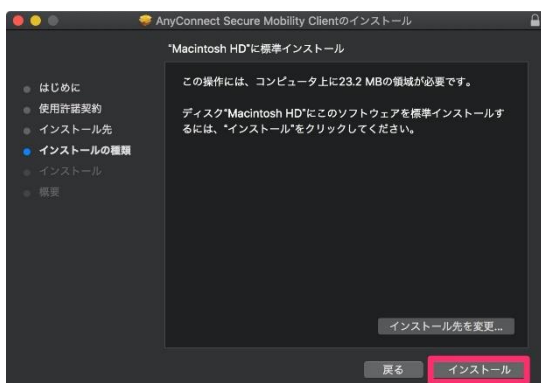 AnyConnect Secure Mobility Clientのインストール
"Macintosh HD"に標準インストール
はじめに
使用許諾契約
インストール先
インストールの種類
インストール
概要
この操作には、コンピュータ上に23.2 MBの領域が必要です。
ディスク"Macintosh HD"にこのソフトウェアを標準インストールす
るには、"インストール"をクリックしてください。
インストール先を変更...
戻る
インストール